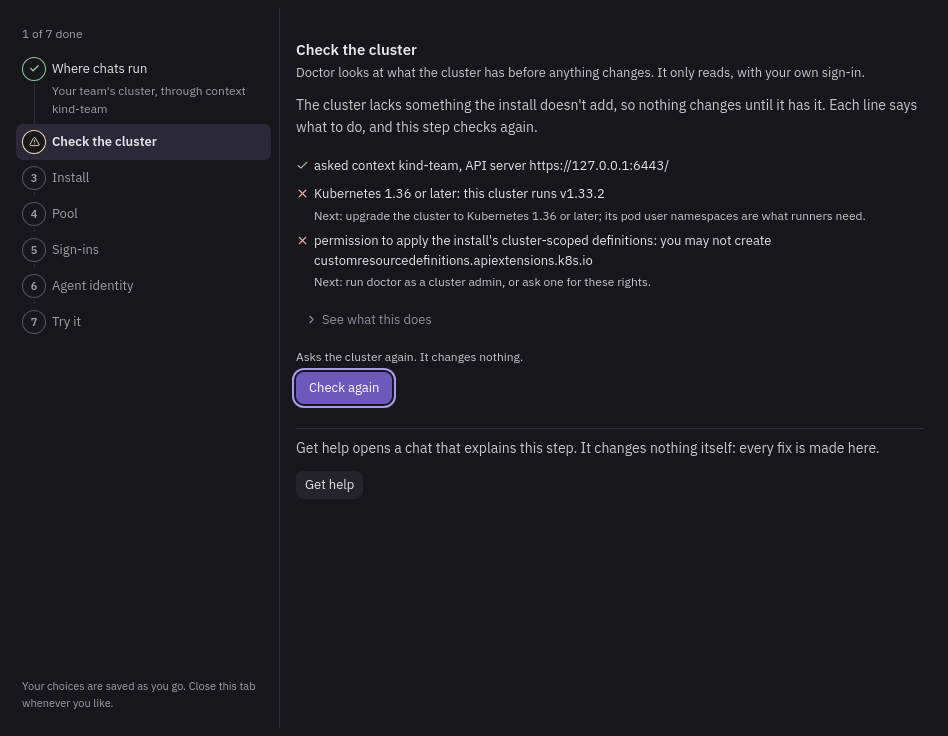 1 of 7 done
Where chats run
Your team's cluster, through context
kind-team
Check the cluster
3 Install
4 Pool
5 Sign-ins
6 Agent identity
7 Try it
Your choices are saved as you go. Close this tab
whenever you like.
Check the cluster
Doctor looks at what the cluster has before anything changes. It only reads, with your own sign-in.
The cluster lacks something the install doesn't add, so nothing changes until it has it. Each line says
what to do, and this step checks again.
asked context kind-team, API server https://127.0.0.1:6443/
Kubernetes 1.36 or later: this cluster runs v1.33.2
Next: upgrade the cluster to Kubernetes 1.36 or later; its pod user namespaces are what runners need.
permission to apply the install's cluster-scoped definitions: you may not create
customresourcedefinitions.apiextensions.k8s.io
Next: run doctor as a cluster admin, or ask one for these rights.
See what this does
Asks the cluster again. It changes nothing.
Check again
Get help opens a chat that explains this step. It changes nothing itself: every fix is made here.
Get help